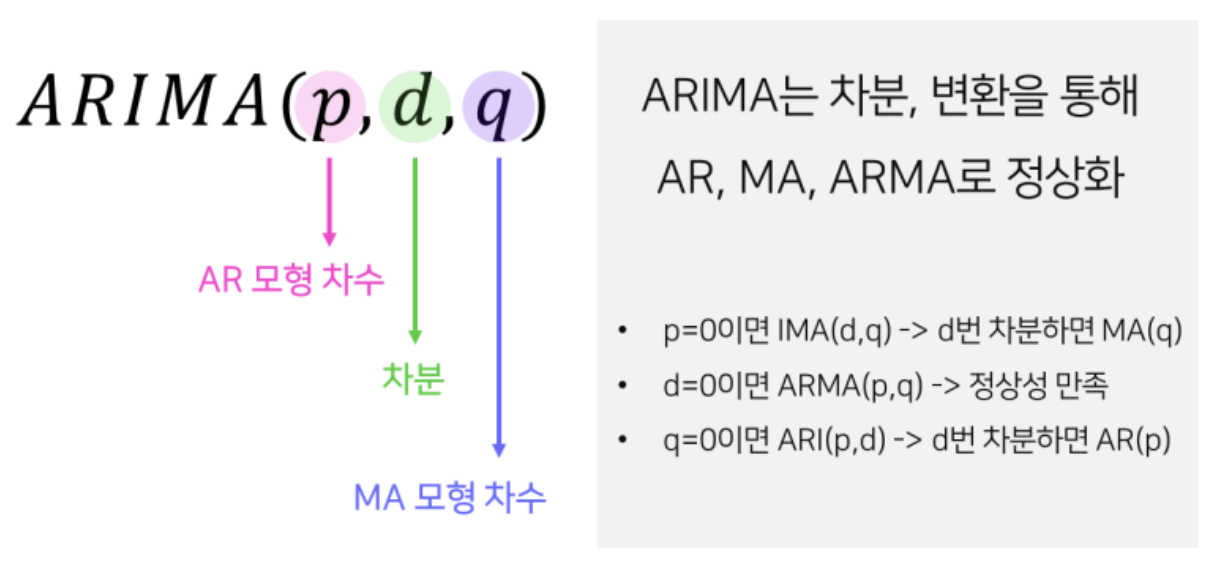 ARIMA(p,d,q)
AR 모형 차수
차분
MA 모형 차수
ARIMA는 차분, 변환을 통해
AR, MA, ARMA로 정상화
• p=0이면 IMA(d,q) -> d번 차분하면 MA(q)
• d=0이면 ARMA(p,q) -> 정상성 만족
• q=0이면 ARI(p,d) -> d번 차분하면 AR(p)